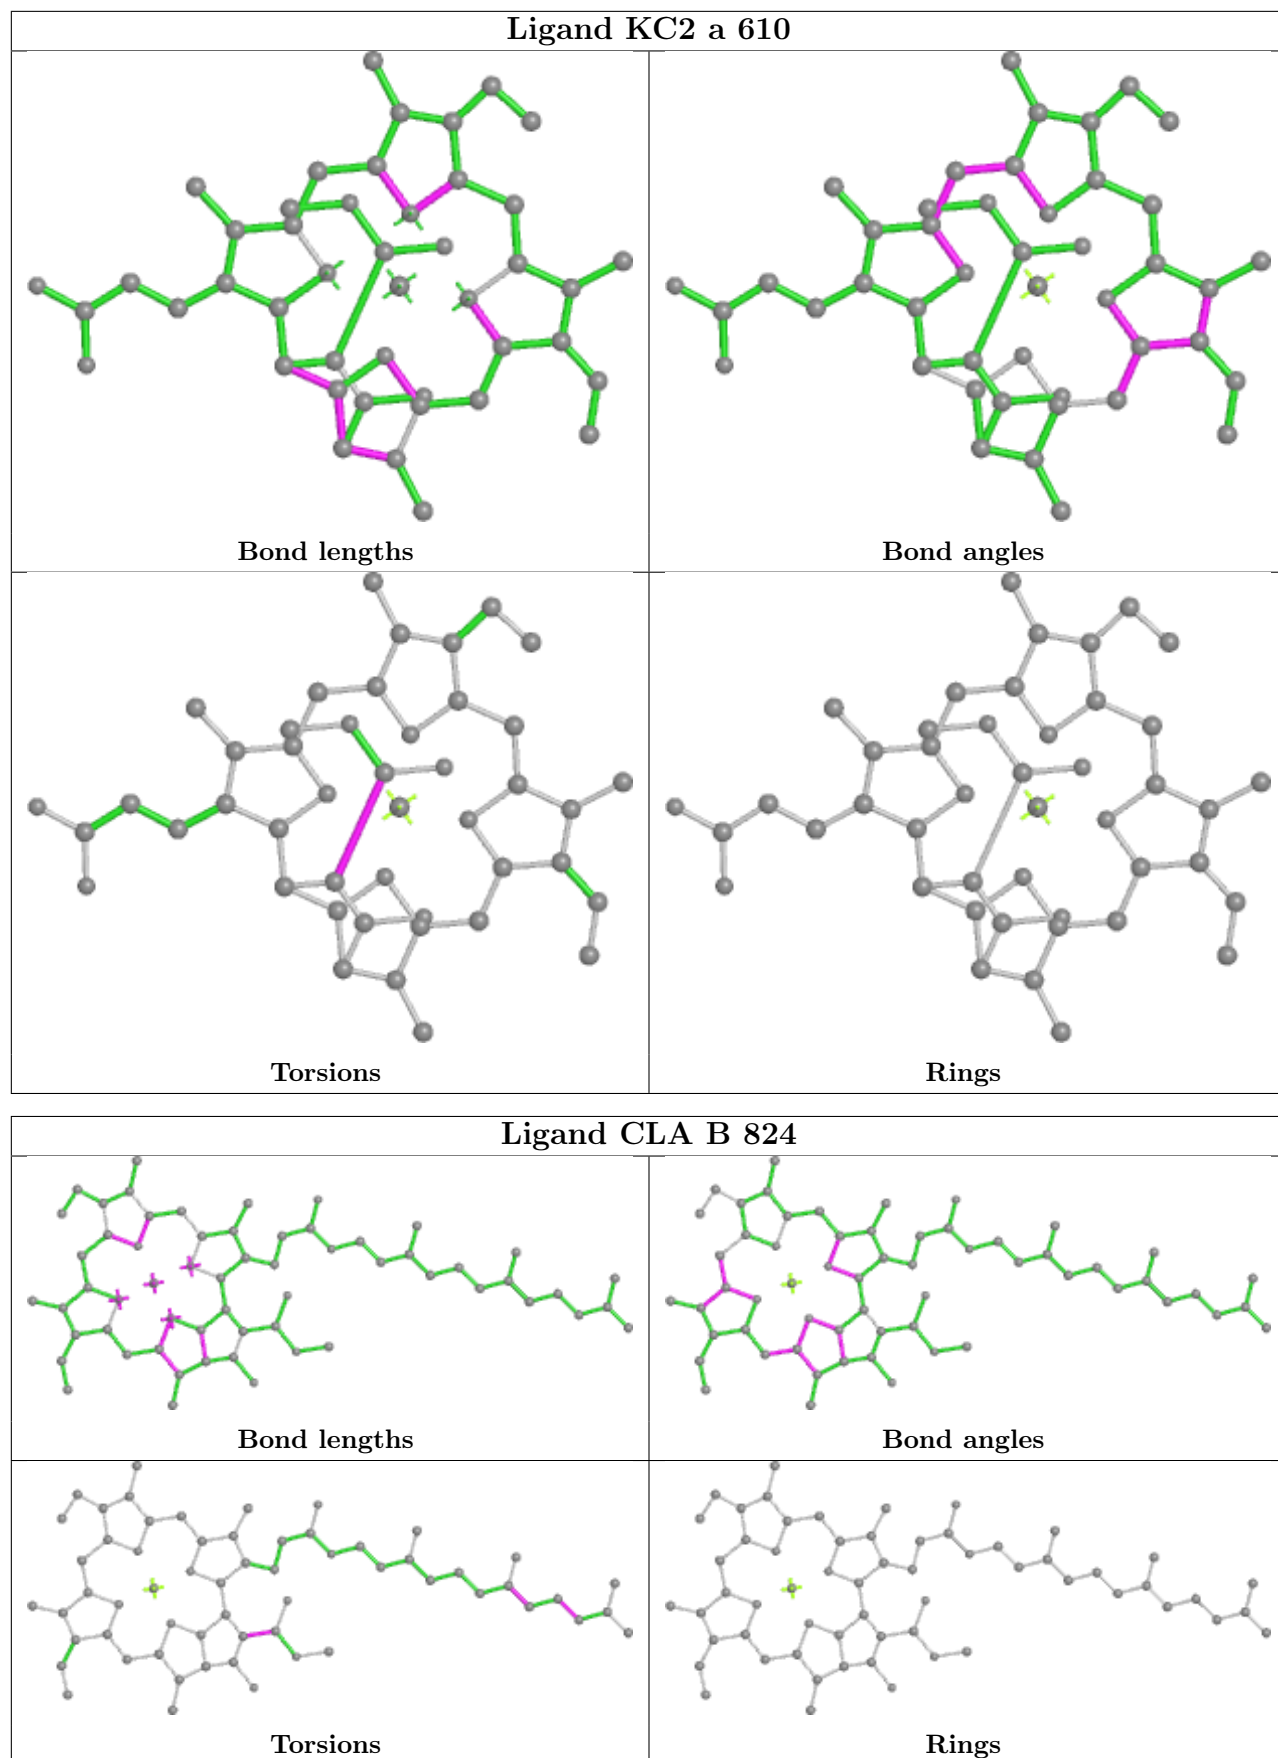 Ligand KC2 a 610
Bond lengths
Bond angles
Torsions
Rings
Ligand CLA B 824
Bond lengths
Bond angles
Torsions
Rings